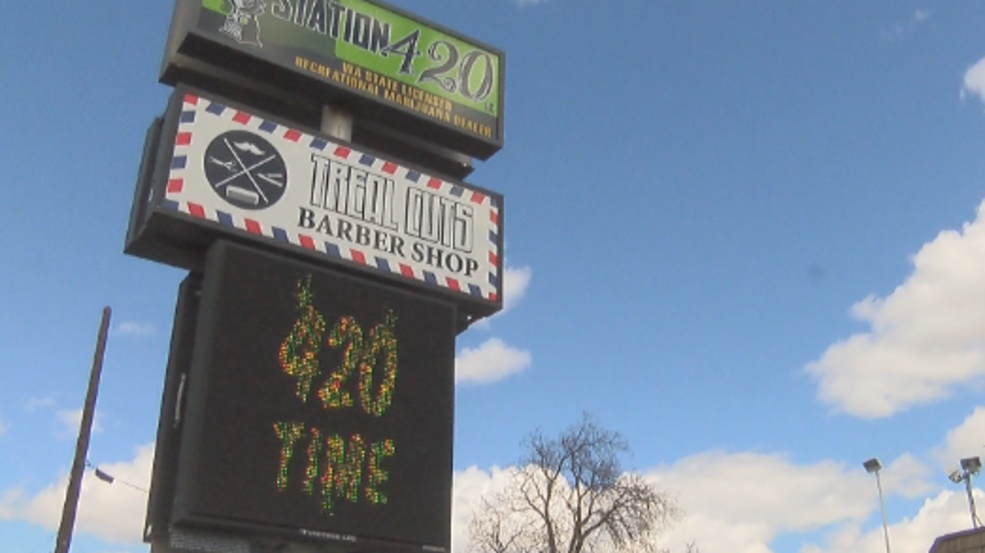 STATION 420
WA STATE LICENSED
RECREATIONAL MARIJUANA DEALER
TREAL CUTS
BARBER SHOP
420
TIME